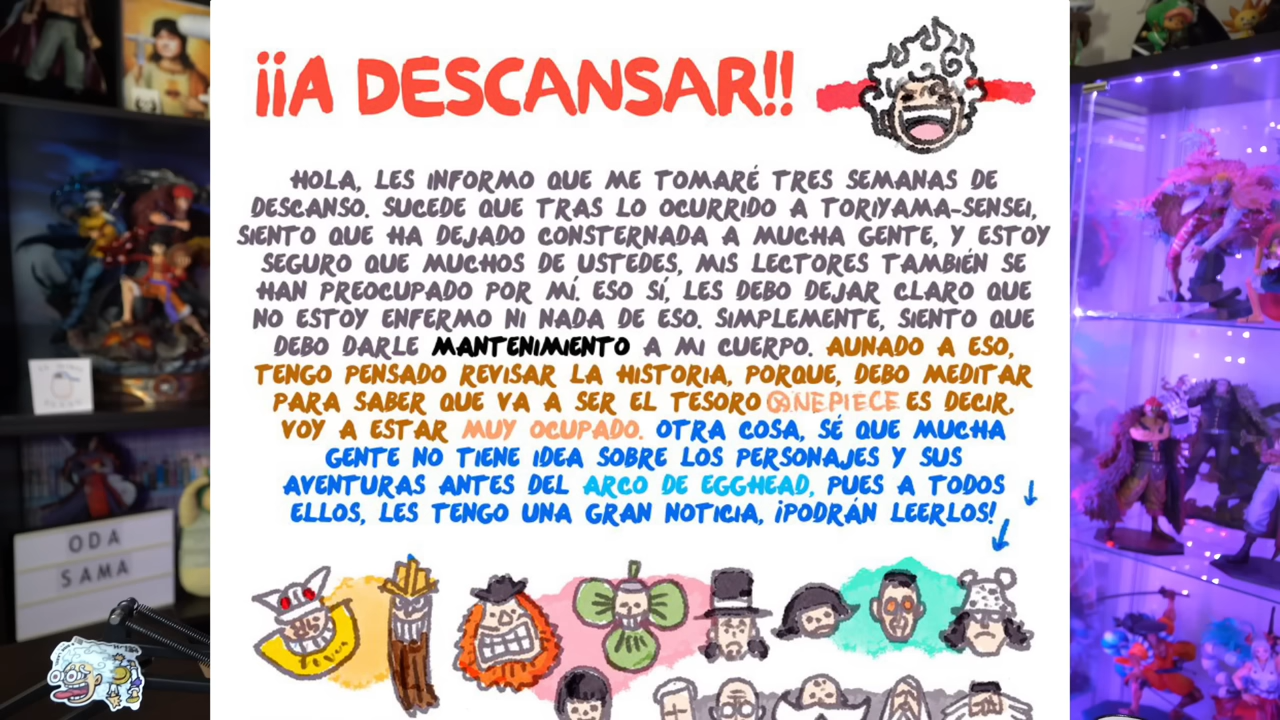 ¡¡A DESCANSAR!!
HOLA, LES INFORMO QUE ME TOMARÉ TRES SEMANAS DE
DESCANSO. SUCEDE QUE TRAS LO OCURRIDO A TORIYAMA-SENSEI,
SIENTO QUE HA DEJADO CONSTERNADA A MUCHA GENTE, Y ESTOY
SEGURO QUE MUCHOS DE USTEDES, MIS LECTORES TAMBIÉN SE
HAN PREOCUPADO POR MÍ. ESO SÍ, LES DEBO DEJAR CLARO QUE
NO ESTOY ENFERMO NI NADA DE ESO. SIMPLEMENTE, SIENTO QUE
DEBO DARLE MANTENIMIENTO A MI CUERPO. AUNADO A ESO,
TENGO PENSADO REVISAR LA HISTORIA, PORQUE, DEBO MEDITAR
PARA SABER QUE VA A SER EL TESORO ONEPIECE ES DECIR,
VOY A ESTAR MUY OCUPADO. OTRA COSA, SÉ QUE MUCHA
GENTE NO TIENE IDEA SOBRE LOS PERSONAJES Y SUS
AVENTURAS ANTES DEL ARCO DE EGGHEAD, PUES A TODOS
ELLOS, LES TENGO UNA GRAN NOTICIA, ¡PODRÁN LEERLOS!
ODA
SAMA